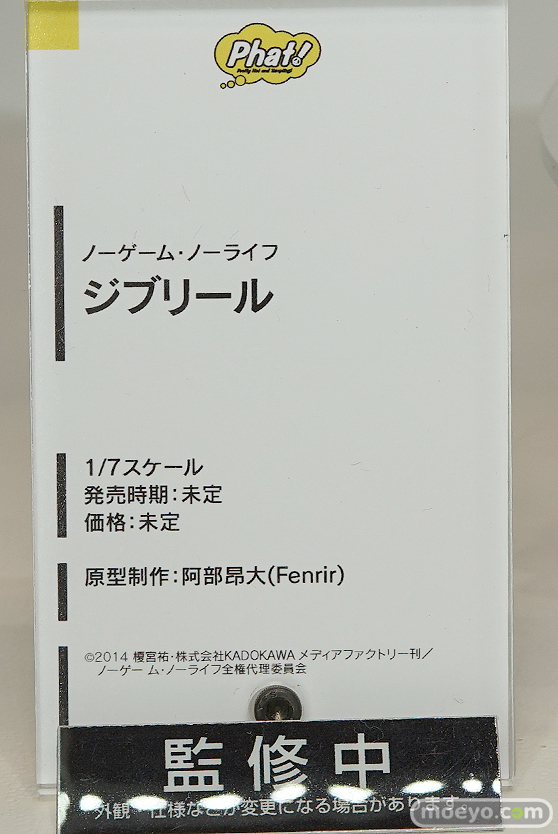 Phat!
Pretty Hot and Tempting!
ノーゲーム・ノーライフ
ジブリール
1/7スケール
発売時期：未定
価格：未定
原型制作：阿部昂大(Fenrir)
©2014 榎宮祐・株式会社KADOKAWA メディアファクトリー刊／
ノーゲーム・ノーライフ全権代理委員会
監修中
外観・仕様などが変更になる場合があります。
moeyo.com